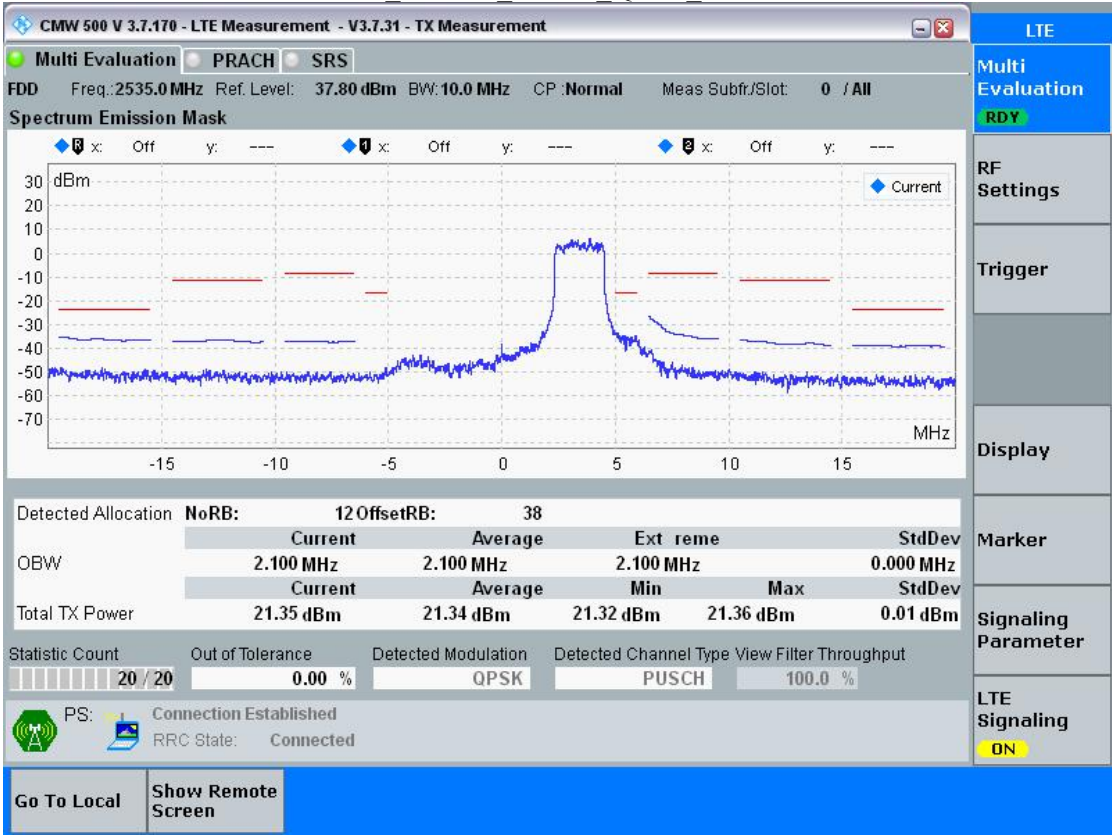 CMW 500 V 3.7.170 - LTE Measurement - V3.7.31 - TX Measurement
LTE
Multi Evaluation PRACH SRS
Multi Evaluation
RDY
FDD Freq.:2535.0 MHz Ref. Level: 37.80 dBm BW:10.0 MHz CP :Normal Meas Subfr./Slot: 0 / All
Spectrum Emission Mask
R x: Off y: --- 1 x: Off y: --- 2 x: Off y: ---
dBm
Current
30
20
10
0
-10
-20
-30
-40
-50
-60
-70
MHz
-15 -10 -5 0 5 10 15
RF
Settings
Trigger
Display
Marker
Signaling
Parameter
LTE
Signaling
ON
Detected Allocation NoRB: 12 OffsetRB: 38
Current Average Ext reme StdDev
OBW 2.100 MHz 2.100 MHz 2.100 MHz 0.000 MHz
Current Average Min Max StdDev
Total TX Power 21.35 dBm 21.34 dBm 21.32 dBm 21.36 dBm 0.01 dBm
Statistic Count Out of Tolerance Detected Modulation Detected Channel Type View Filter Throughput
20 / 20 0.00 % QPSK PUSCH 100.0 %
PS: Connection Established
RRC State: Connected
Go To Local
Show Remote
Screen